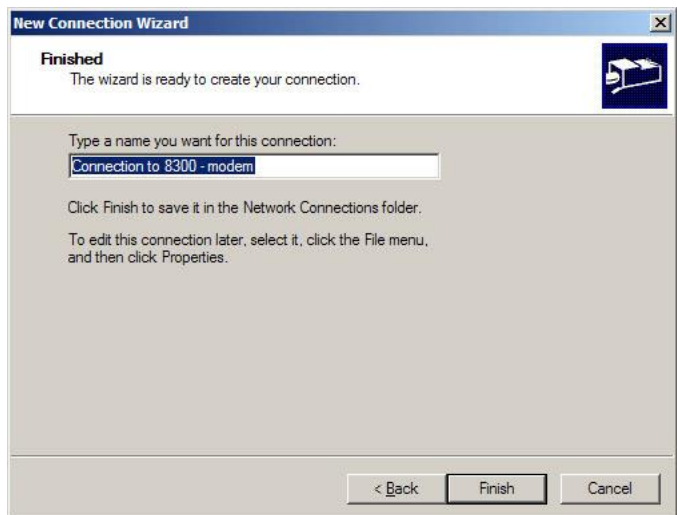 New Connection Wizard
Finished
The wizard is ready to create your connection.
Type a name you want for this connection:
Connection to 8300 - modem
Click Finish to save it in the Network Connections folder.
To edit this connection later, select it, click the File menu,
and then click Properties.
< Back
Finish
Cancel